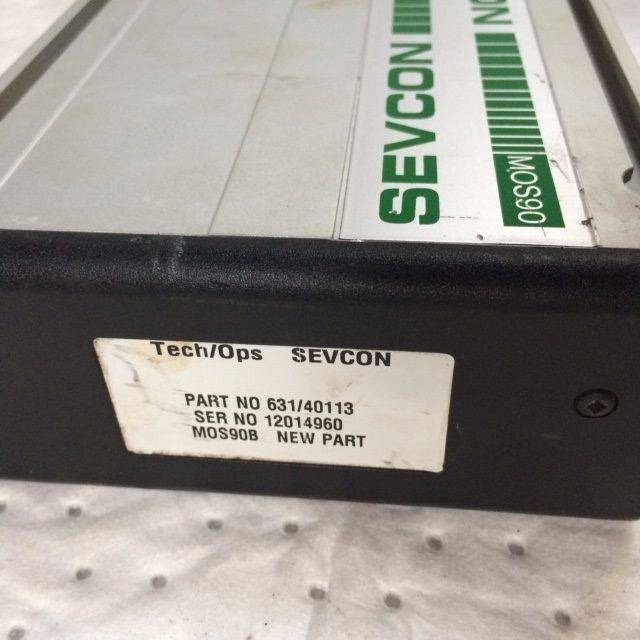 SEVCON
MOS90
Tech/Ops SEVCON
PART NO 631/40113
SER NO 12014960
MOS90B NEW PART